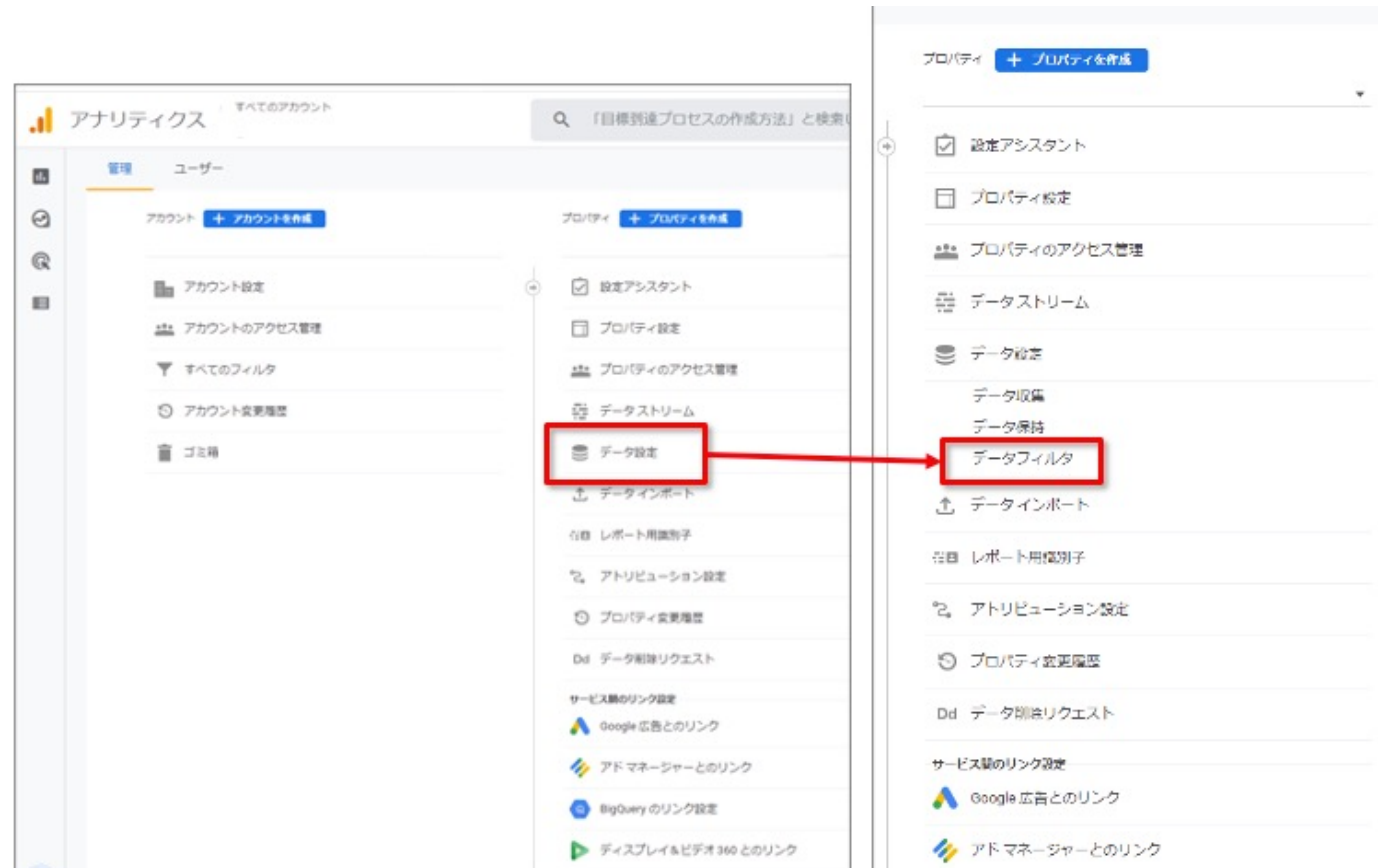 アナリティクス
すべてのアカウント
「目標到達プロセスの作成方法」と検索
管理
ユーザー
アカウント
+ アカウントを作成
アカウント設定
アカウントのアクセス管理
すべてのフィルタ
アカウント変更履歴
ゴミ箱
プロパティ
+ プロパティを作成
設定アシスタント
プロパティ設定
プロパティのアクセス管理
データ ストリーム
データ設定
データ インポート
レポート用識別子
アトリビューション設定
プロパティ変更履歴
Dd データ削除リクエスト
サービス間のリンク設定
Google 広告とのリンク
アド マネージャーとのリンク
BigQuery のリンク設定
ディスプレイ&ビデオ 360 とのリンク
プロパティ
+ プロパティを作成
設定アシスタント
プロパティ設定
プロパティのアクセス管理
データ ストリーム
データ設定
データ収集
データ保持
データフィルタ
データ インポート
レポート用識別子
アトリビューション設定
プロパティ変更履歴
Dd データ削除リクエスト
サービス間のリンク設定
Google 広告とのリンク
アド マネージャーとのリンク